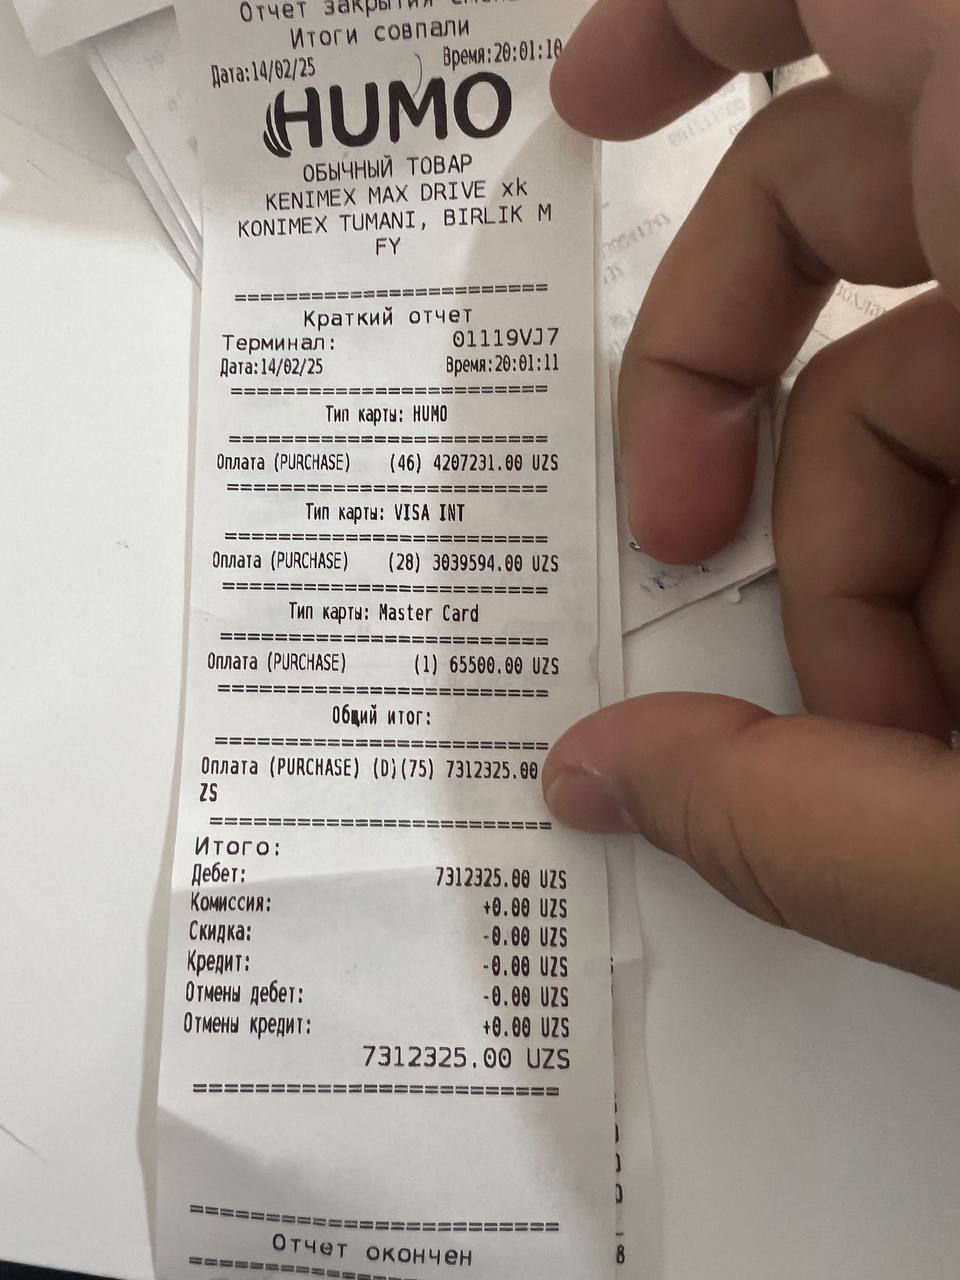 Отчет закрытия
Итоги совпали
Дата:14/02/25 Время:20:01:10
HUMO
ОБЫЧНЫЙ ТОВАР
KENIMEX MAX DRIVE xk
KONIMEX TUMANI, BIRLIK M
FY
========================
Краткий отчет
Терминал: 01119VJ7
Дата:14/02/25 Время:20:01:11
========================
Тип карты: HUMO
========================
Оплата (PURCHASE) (46) 4207231.00 UZS
========================
Тип карты: VISA INT
========================
Оплата (PURCHASE) (28) 3039594.00 UZS
========================
Тип карты: Master Card
========================
Оплата (PURCHASE) (1) 65500.00 UZS
========================
Общий итог:
========================
Оплата (PURCHASE) (D)(75) 7312325.00
ZS
========================
Итого:
Дебет: 7312325.00 UZS
Комиссия: +0.00 UZS
Скидка: -0.00 UZS
Кредит: -0.00 UZS
Отмены дебет: -0.00 UZS
Отмены кредит: +0.00 UZS
7312325.00 UZS
========================
========================
Отчет окончен
========================